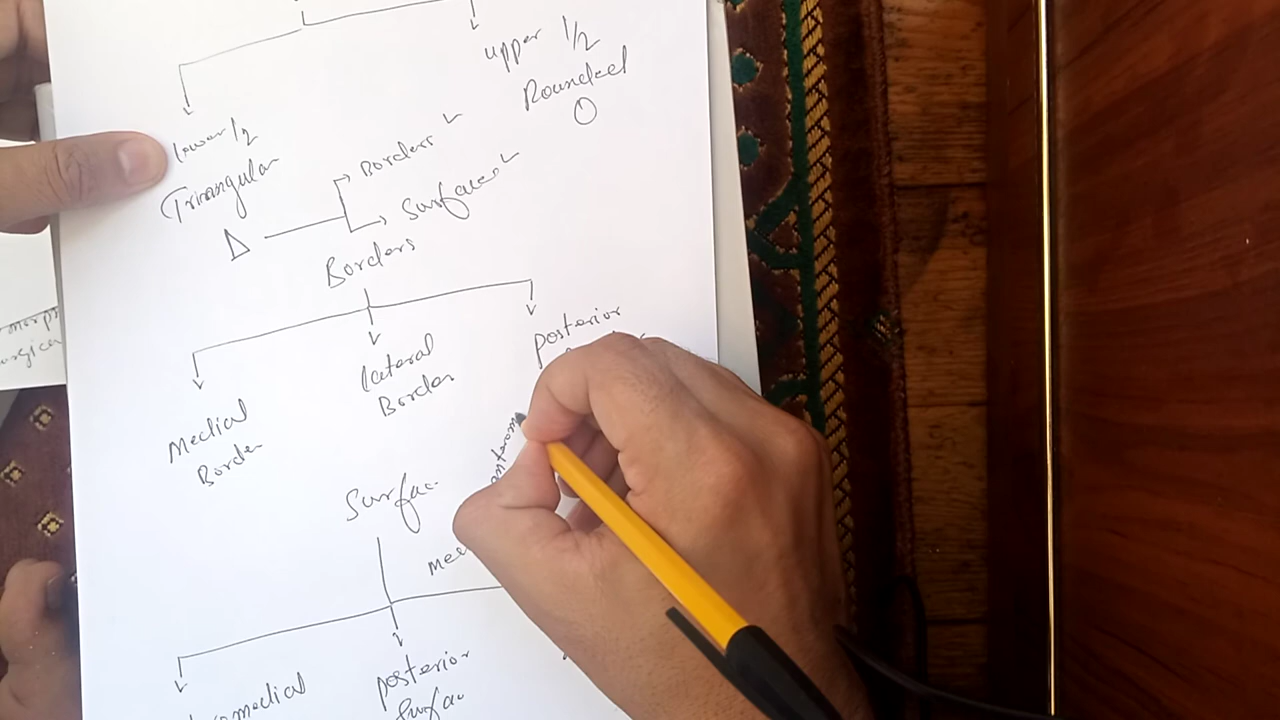 upper 1/2
Rounded
lower 1/2
Triangular
Borders
Surfaces
Borders
posterior
lateral
Border
Medial
Border
Surfac
posterior
Surfac